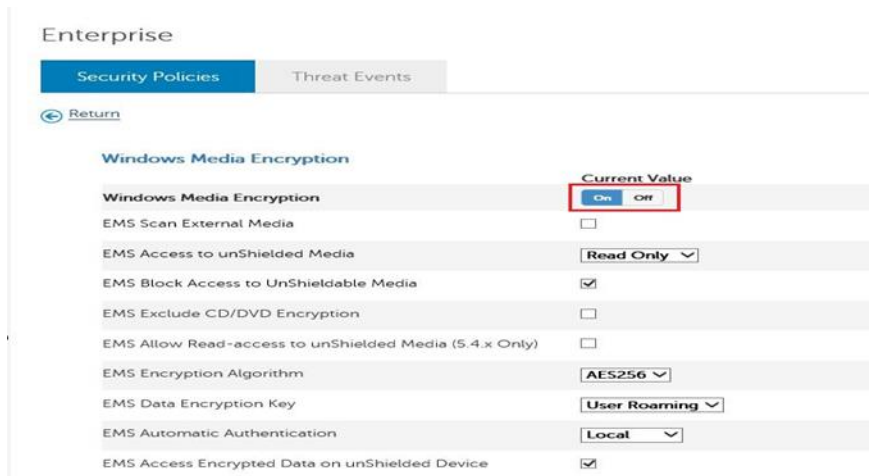 Enterprise
Security Policies Threat Events
Return
Windows Media Encryption
Current Value
Windows Media Encryption On Off
EMS Scan External Media
EMS Access to unShielded Media Read Only
EMS Block Access to UnShieldable Media
EMS Exclude CD/DVD Encryption
EMS Allow Read-access to unShielded Media (5.4.x Only)
EMS Encryption Algorithm AES256
EMS Data Encryption Key User Roaming
EMS Automatic Authentication Local
EMS Access Encrypted Data on unShielded Device